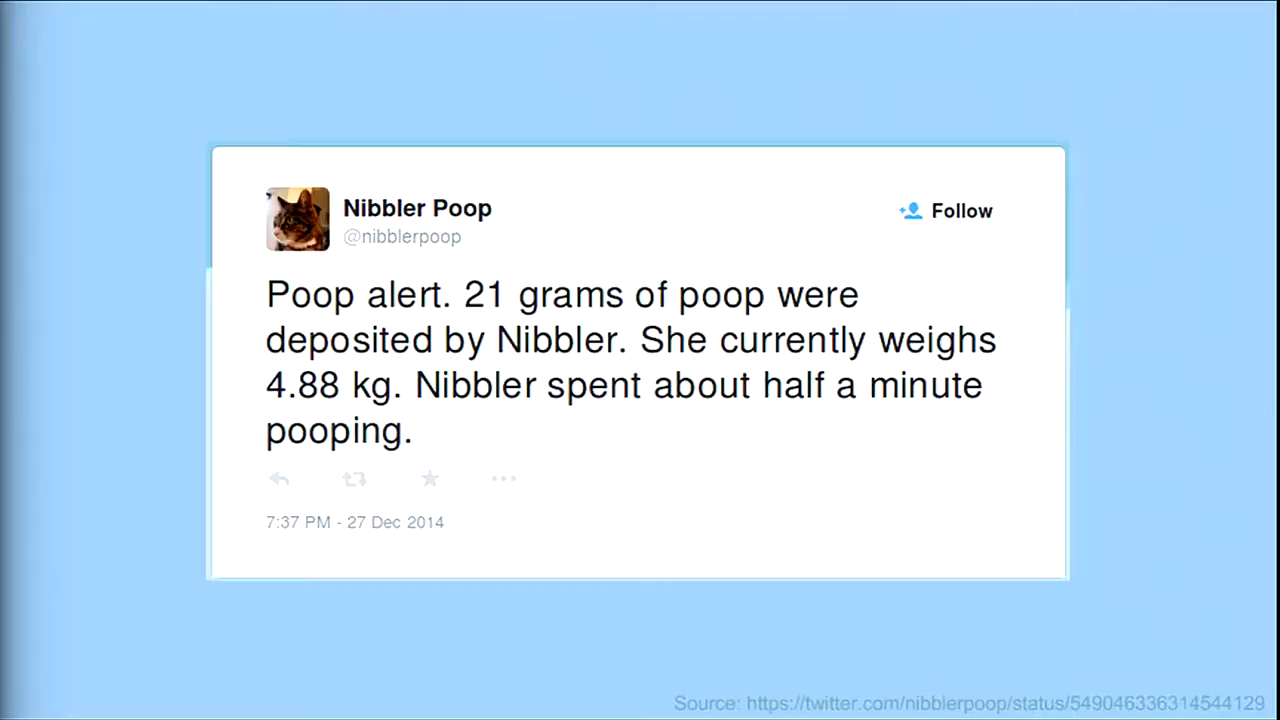 Nibbler Poop
@nibblerpoop
Follow
Poop alert. 21 grams of poop were
deposited by Nibbler. She currently weighs
4.88 kg. Nibbler spent about half a minute
pooping.
7:37 PM - 27 Dec 2014
Source: https://twitter.com/nibblerpoop/status/549046336314544129